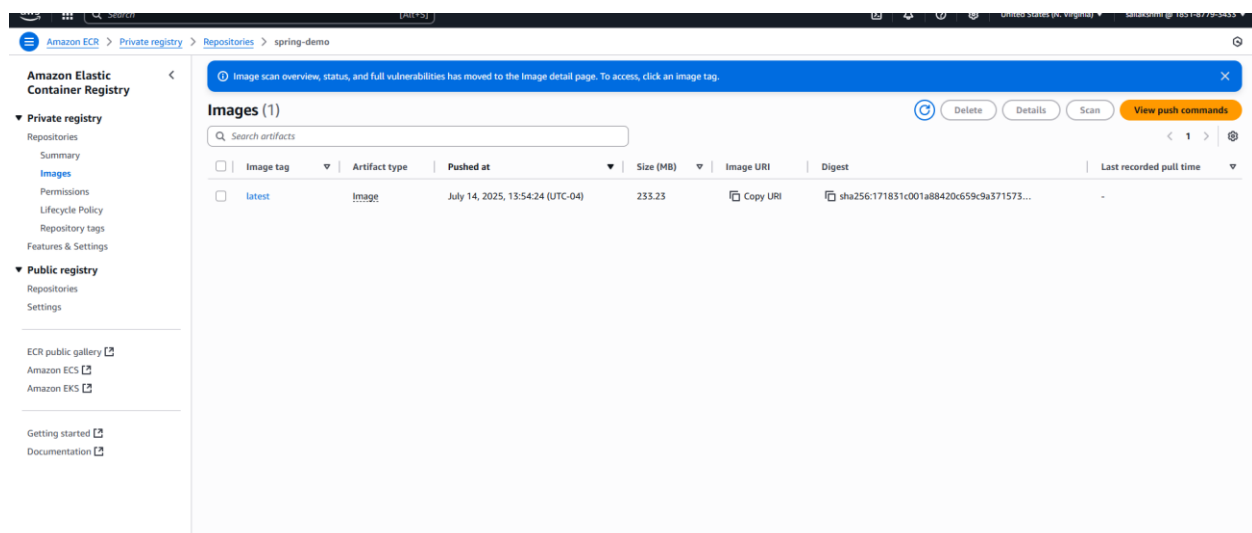 aws
Search
[Alt+S]
United States (N. Virginia)
Amazon ECR > Private registry > Repositories > spring-demo
Amazon Elastic
Container Registry
Private registry
Repositories
Summary
Images
Permissions
Lifecycle Policy
Repository tags
Features & Settings
Public registry
Repositories
Settings
ECR public gallery
Amazon ECS
Amazon EKS
Getting started
Documentation
Image scan overview, status, and full vulnerabilities has moved to the Image detail page. To access, click an image tag.
Images (1)
Delete
Details
Scan
View push commands
Search artifacts
1
Image tag Artifact type Pushed at Size (MB) Image URI Digest Last recorded pull time
latest Image July 14, 2025, 13:54:24 (UTC-04) 233.23 Copy URI sha256:171831c001a88420c659c9a371573... -